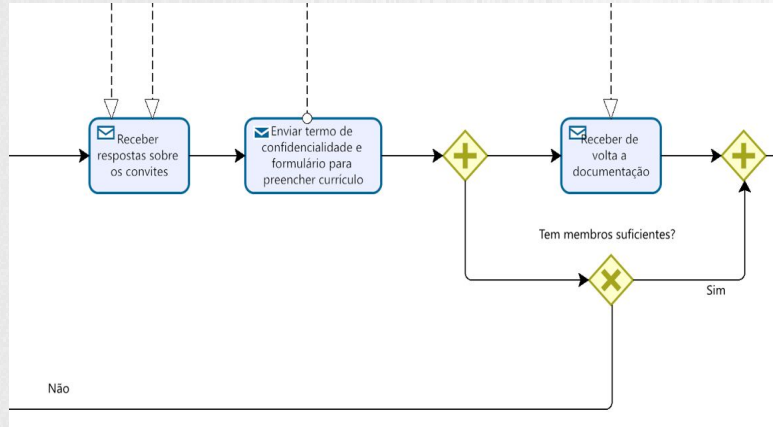 Receber
respostas sobre
os convites
Enviar termo de
confidencialidade e
formulário para
preencher currículo
Receber de
volta a
documentação
Tem membros suficientes?
Sim
Não